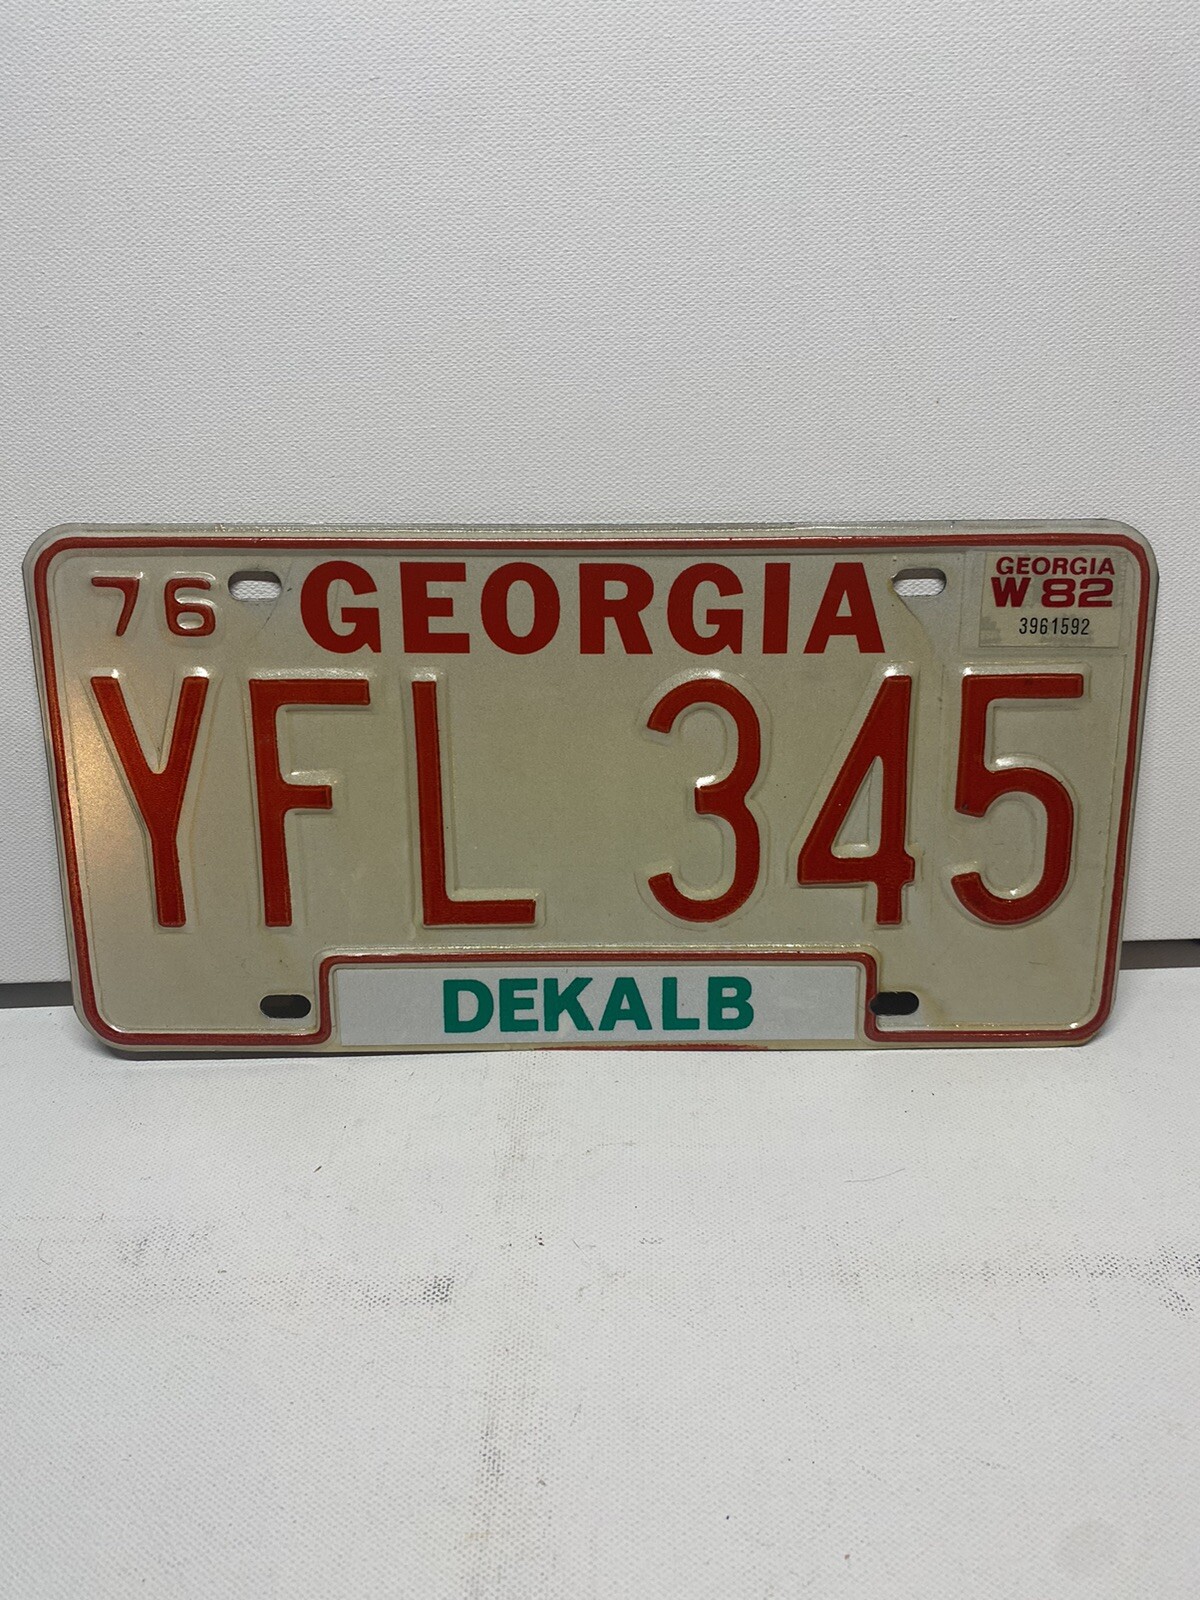 76 GEORGIA
GEORGIA
W 82
3961592
YFL 345
DEKALB